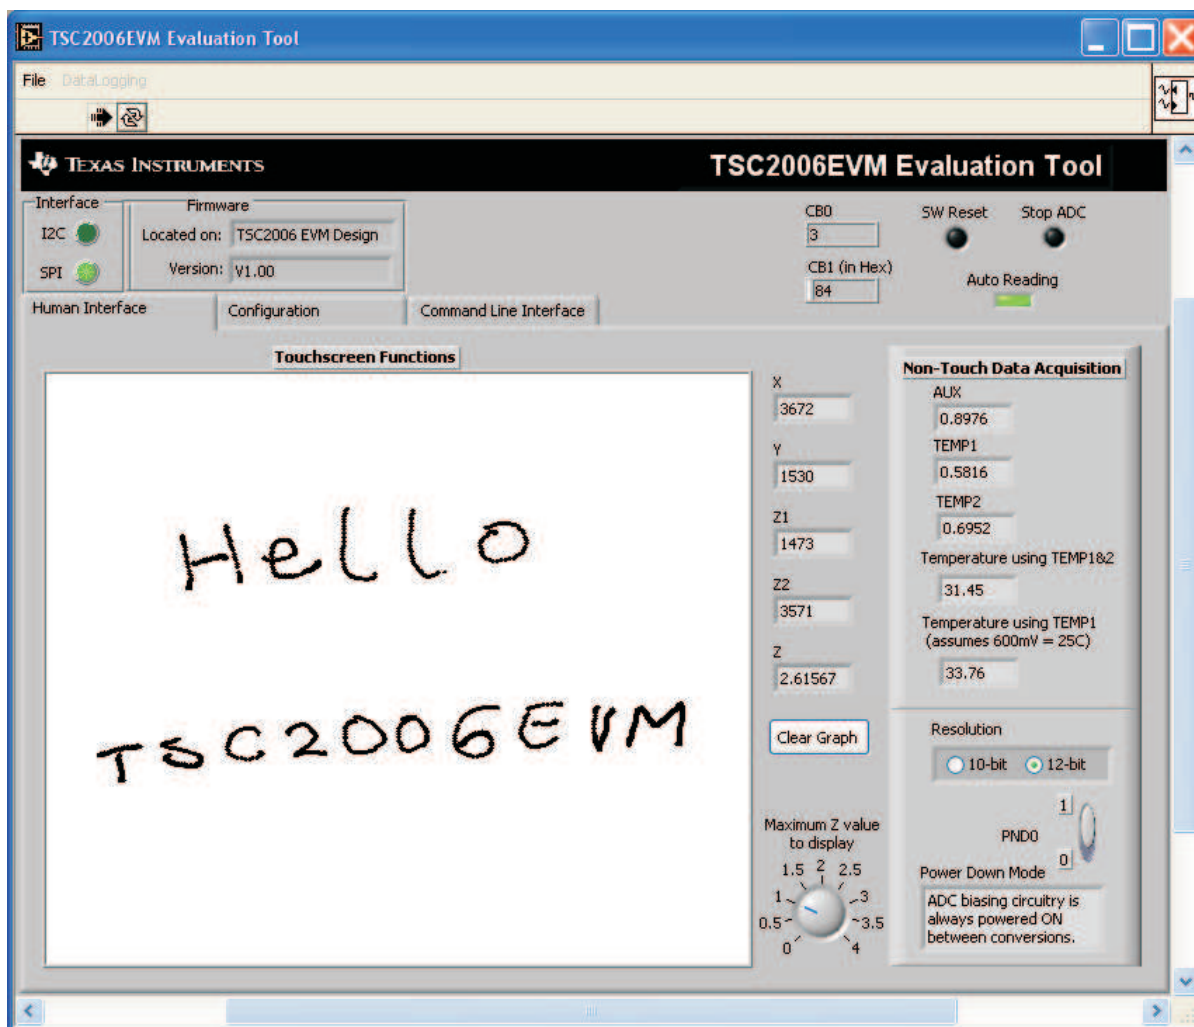 TSC2006EVM Evaluation Tool
File DataLogging
TEXAS INSTRUMENTS TSC2006EVM Evaluation Tool
Interface
I2C
SPI
Firmware
Located on: TSC2006 EVM Design
Version: V1.00
CB0
3
CB1 (in Hex)
84
SW Reset Stop ADC
Auto Reading
Human Interface Configuration Command Line Interface
Touchscreen Functions
Hello
TSC2006EVM
X
3672
Y
1530
Z1
1473
Z2
3571
Z
2.61567
Clear Graph
Maximum Z value
to display
0 0.5 1 1.5 2 2.5 3 3.5 4
Non-Touch Data Acquisition
AUX
0.8976
TEMP1
0.5816
TEMP2
0.6952
Temperature using TEMP1&2
31.45
Temperature using TEMP1
(assumes 600mV = 25C)
33.76
Resolution
10-bit 12-bit
1
PND0
0
Power Down Mode
ADC biasing circuitry is
always powered ON
between conversions.